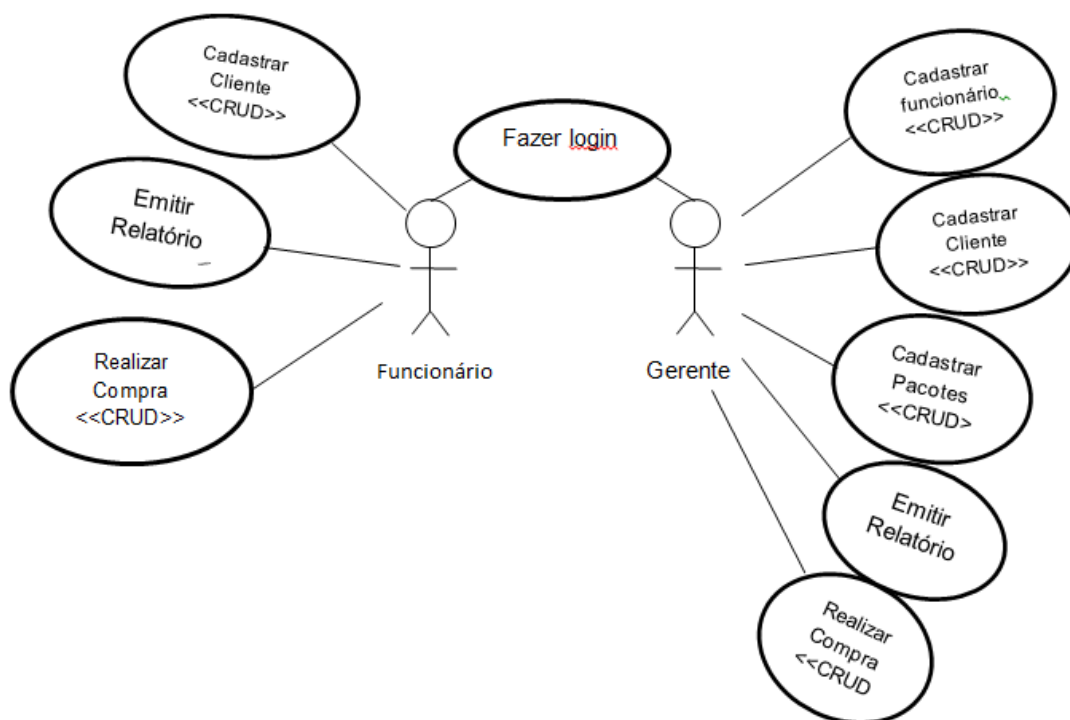 Cadastrar
Cliente
<<CRUD>>
Emitir
Relatório
Realizar
Compra
<<CRUD>>
Fazer login
Funcionário
Gerente
Cadastrar
funcionário
<<CRUD>>
Cadastrar
Cliente
<<CRUD>>
Cadastrar
Pacotes
<<CRUD>
Emitir
Relatório
Realizar
Compra
<<CRUD